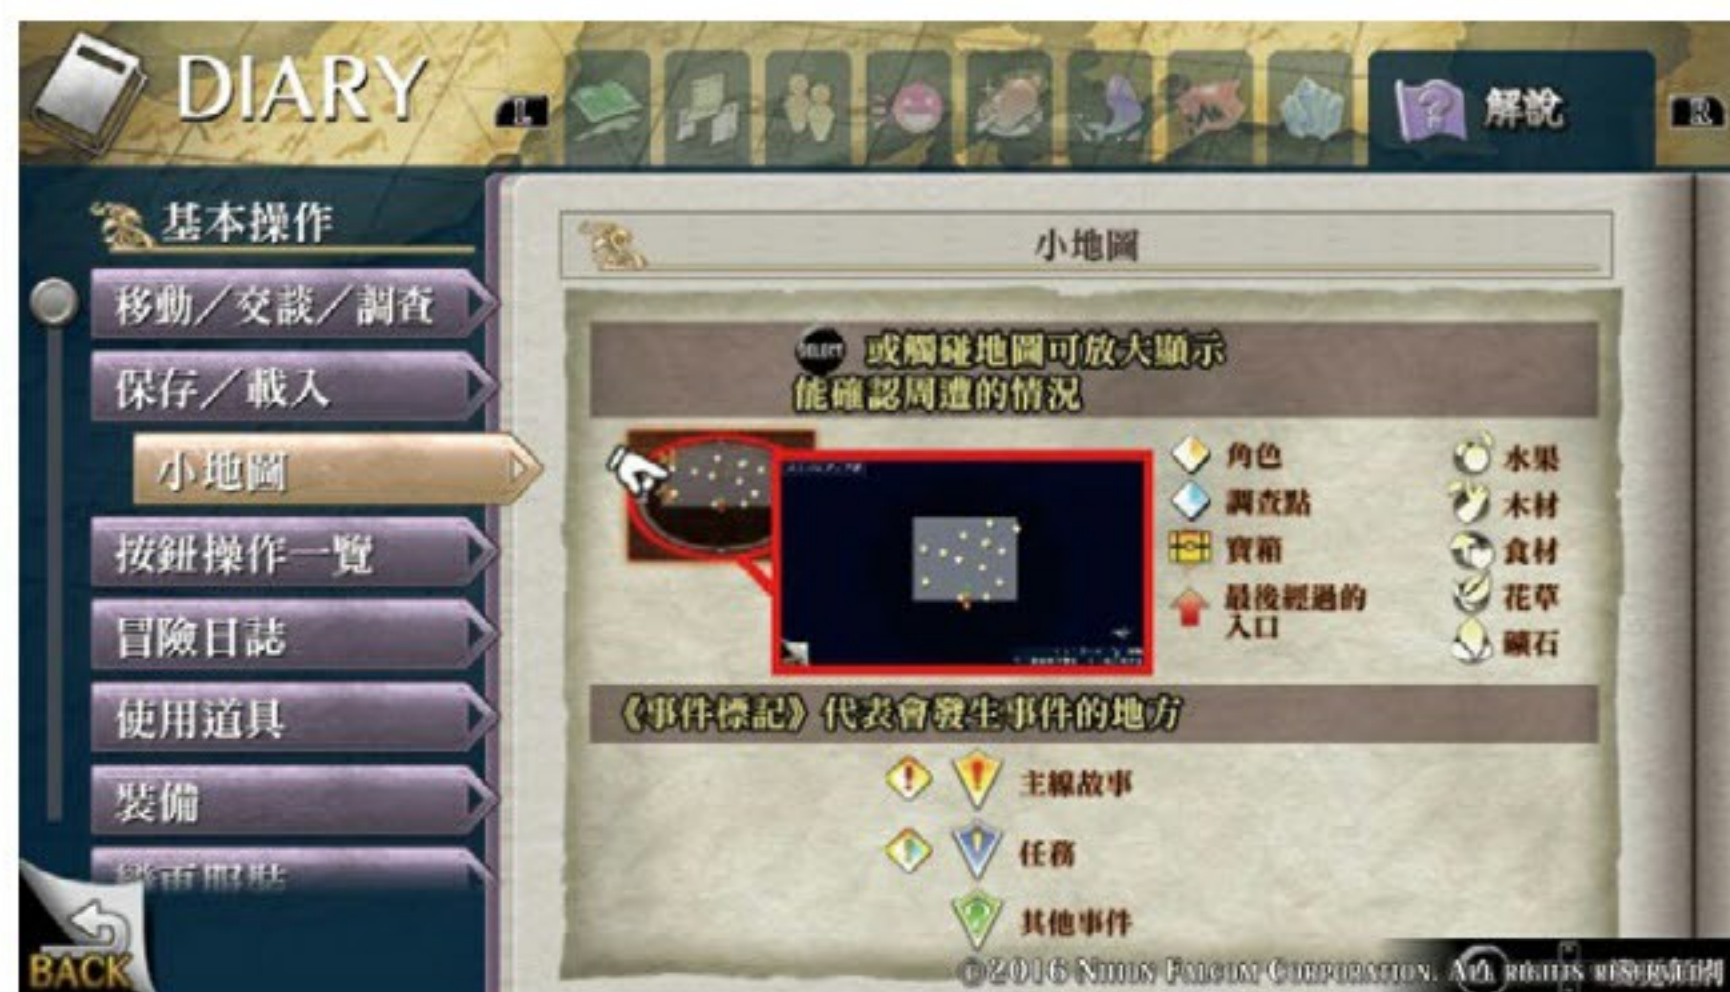 DIARY
L
解說
R
基本操作
移動／交談／調查
保存／載入
小地圖
按鈕操作一覽
冒險日誌
使用道具
裝備
變更服裝
BACK
小地圖
SELECT 或觸碰地圖可放大顯示
能確認周遭的情況
角色
調查點
寶箱
最後經過的
入口
水果
木材
食材
花草
礦石
《事件標記》代表會發生事件的地方
主線故事
任務
其他事件
©2016 NIHON FALCOM CORPORATION. ALL RIGHTS RESERVED.